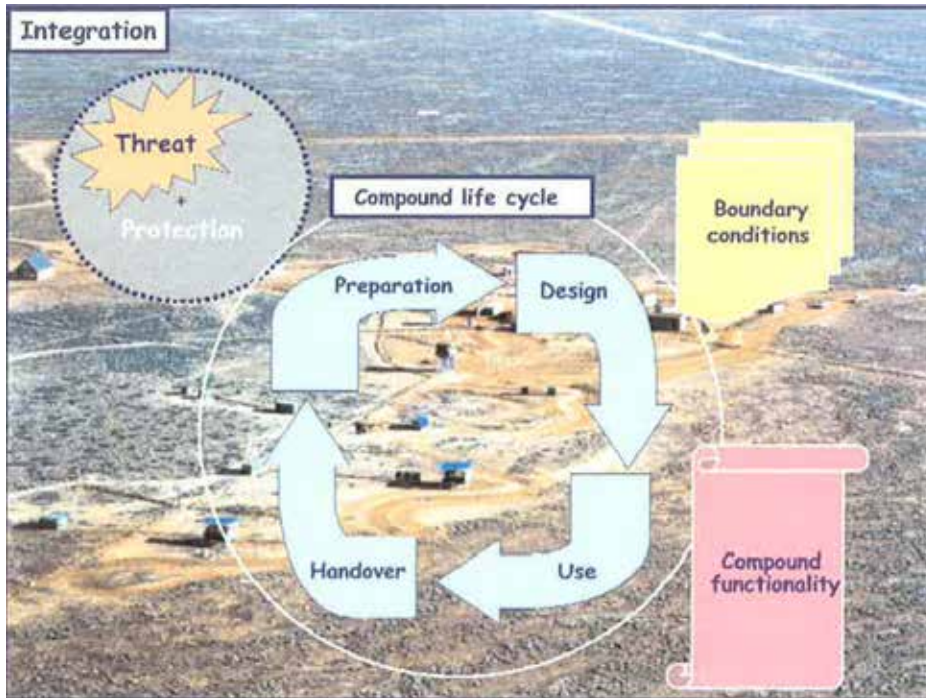 Integration
Threat
+
Protection
Compound life cycle
Boundary
conditions
Preparation
Design
Handover
Use
Compound
functionality